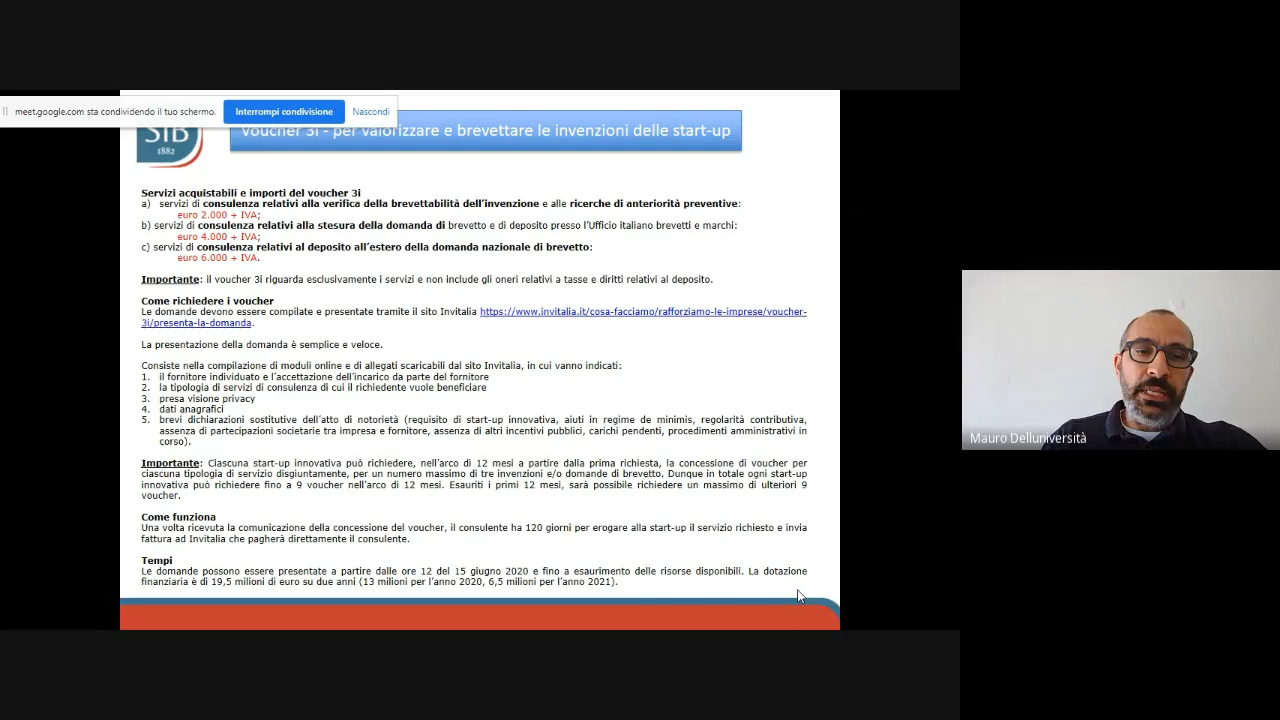 meet.google.com sta condividendo il tuo schermo.
Interrompi condivisione
Nascondi
SIB
1882
Voucher 3i - per valorizzare e brevettare le invenzioni delle start-up
Servizi acquistabili e importi del voucher 3i
a) servizi di consulenza relativi alla verifica della brevettabilità dell'invenzione e alle ricerche di anteriorità preventive:
euro 2.000 + IVA;
b) servizi di consulenza relativi alla stesura della domanda di brevetto e di deposito presso l'Ufficio italiano brevetti e marchi:
euro 4.000 + IVA;
c) servizi di consulenza relativi al deposito all'estero della domanda nazionale di brevetto:
euro 6.000 + IVA.
Importante: il voucher 3i riguarda esclusivamente i servizi e non include gli oneri relativi a tasse e diritti relativi al deposito.
Come richiedere i voucher
Le domande devono essere compilate e presentate tramite il sito Invitalia https://www.invitalia.it/cosa-facciamo/rafforziamo-le-imprese/voucher-
3i/presenta-la-domanda.
La presentazione della domanda è semplice e veloce.
Consiste nella compilazione di moduli online e di allegati scaricabili dal sito Invitalia, in cui vanno indicati:
1. il fornitore individuato e l'accettazione dell'incarico da parte del fornitore
2. la tipologia di servizi di consulenza di cui il richiedente vuole beneficiare
3. presa visione privacy
4. dati anagrafici
5. brevi dichiarazioni sostitutive dell'atto di notorietà (requisito di start-up innovativa, aiuti in regime de minimis, regolarità contributiva,
assenza di partecipazioni societarie tra impresa e fornitore, assenza di altri incentivi pubblici, carichi pendenti, procedimenti amministrativi in
corso).
Importante: Ciascuna start-up innovativa può richiedere, nell'arco di 12 mesi a partire dalla prima richiesta, la concessione di voucher per
ciascuna tipologia di servizio disgiuntamente, per un numero massimo di tre invenzioni e/o domande di brevetto. Dunque in totale ogni start-up
innovativa può richiedere fino a 9 voucher nell'arco di 12 mesi. Esauriti i primi 12 mesi, sarà possibile richiedere un massimo di ulteriori 9
voucher.
Come funziona
Una volta ricevuta la comunicazione della concessione del voucher, il consulente ha 120 giorni per erogare alla start-up il servizio richiesto e invia
fattura ad Invitalia che pagherà direttamente il consulente.
Tempi
Le domande possono essere presentate a partire dalle ore 12 del 15 giugno 2020 e fino a esaurimento delle risorse disponibili. La dotazione
finanziaria è di 19,5 milioni di euro su due anni (13 milioni per l'anno 2020, 6,5 milioni per l'anno 2021).
Mauro Delluniversità